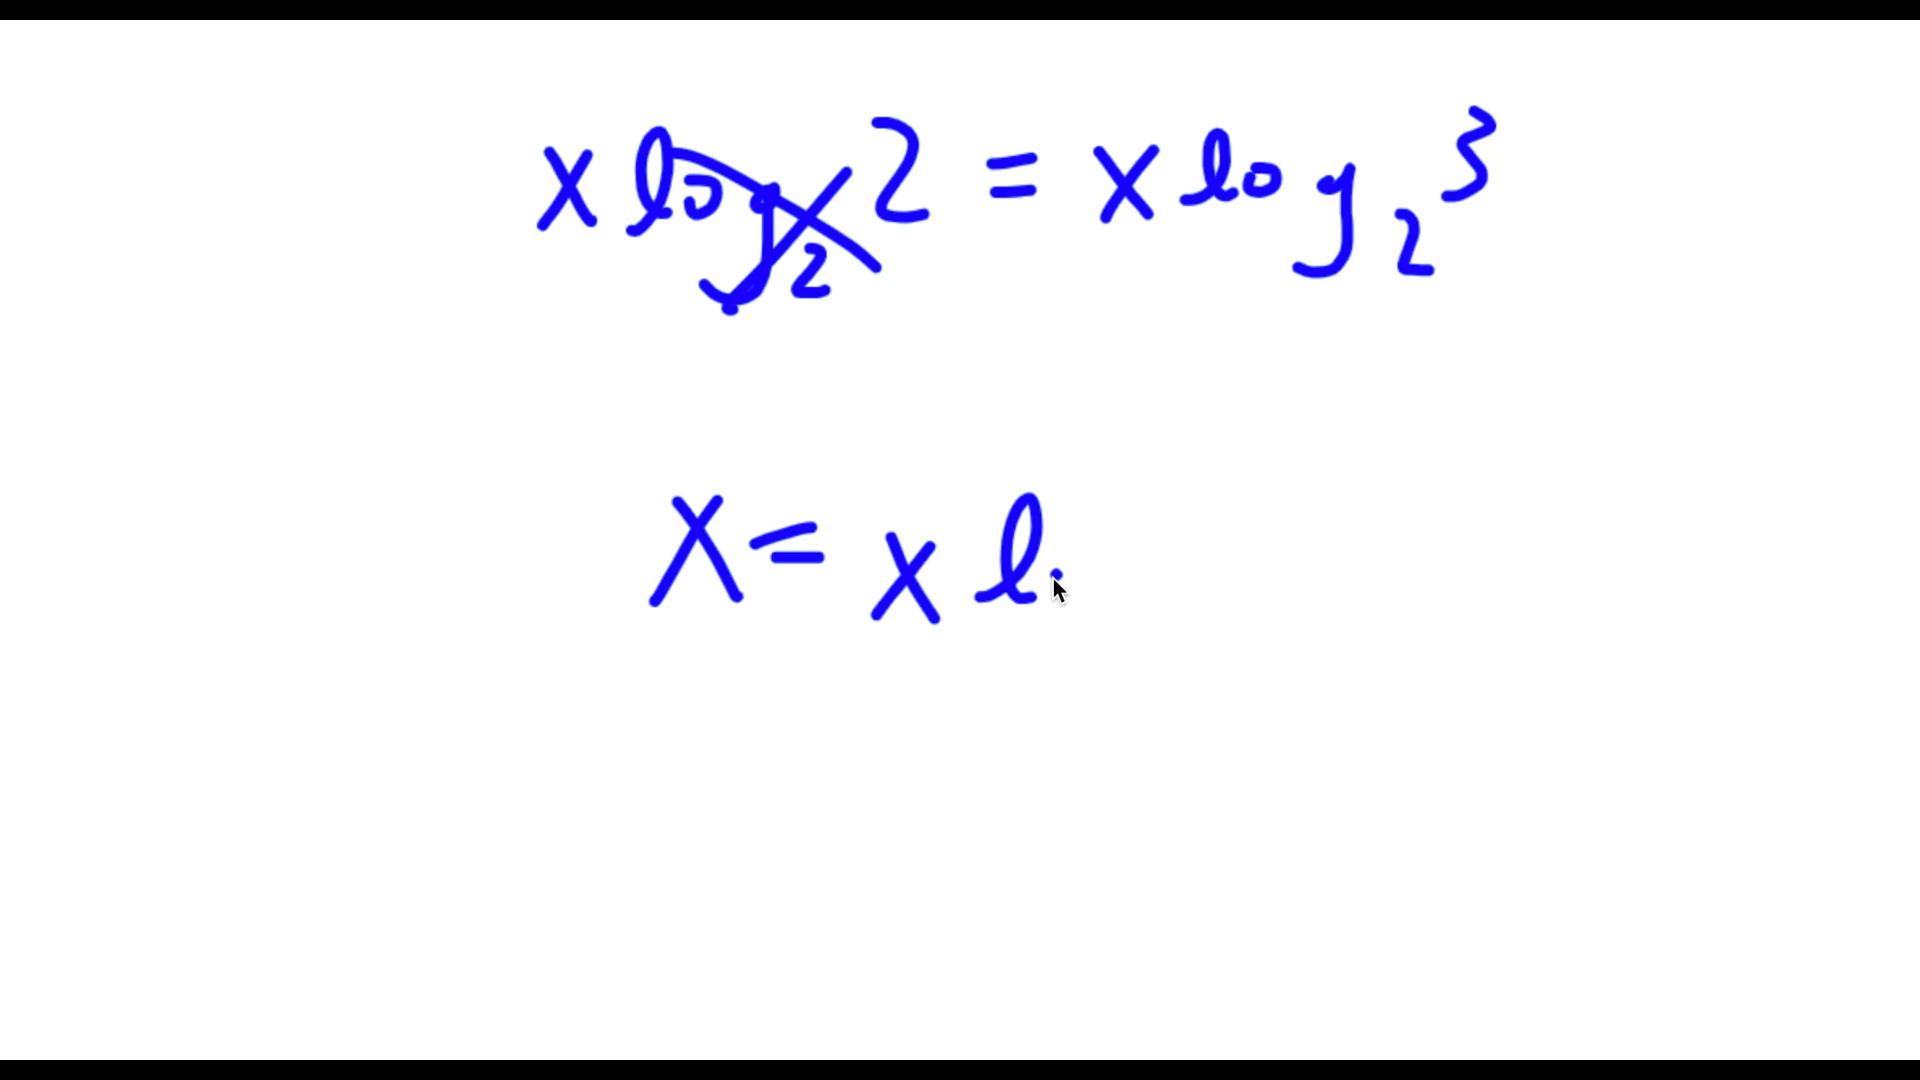 x log₂ 2 = x log₂ 3
x = x l